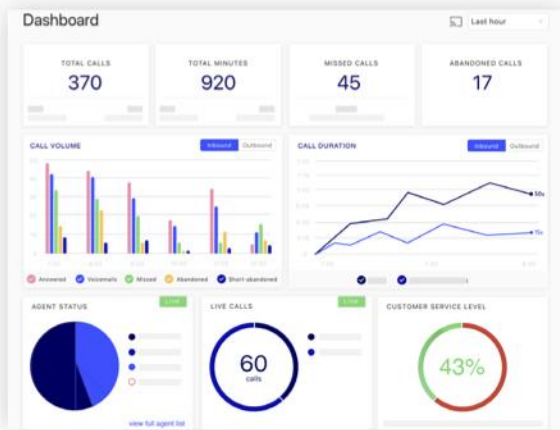 Dashboard
Last hour
TOTAL CALLS
370
TOTAL MINUTES
920
MISSED CALLS
45
ABANDONED CALLS
17
CALL VOLUME
Inbound Outbound
Answered Voicemails Missed Abandoned Short-abandoned
CALL DURATION
Inbound Outbound
50s
15s
AGENT STATUS
Live
view full agent list
LIVE CALLS
Live
60
calls
CUSTOMER SERVICE LEVEL
43%